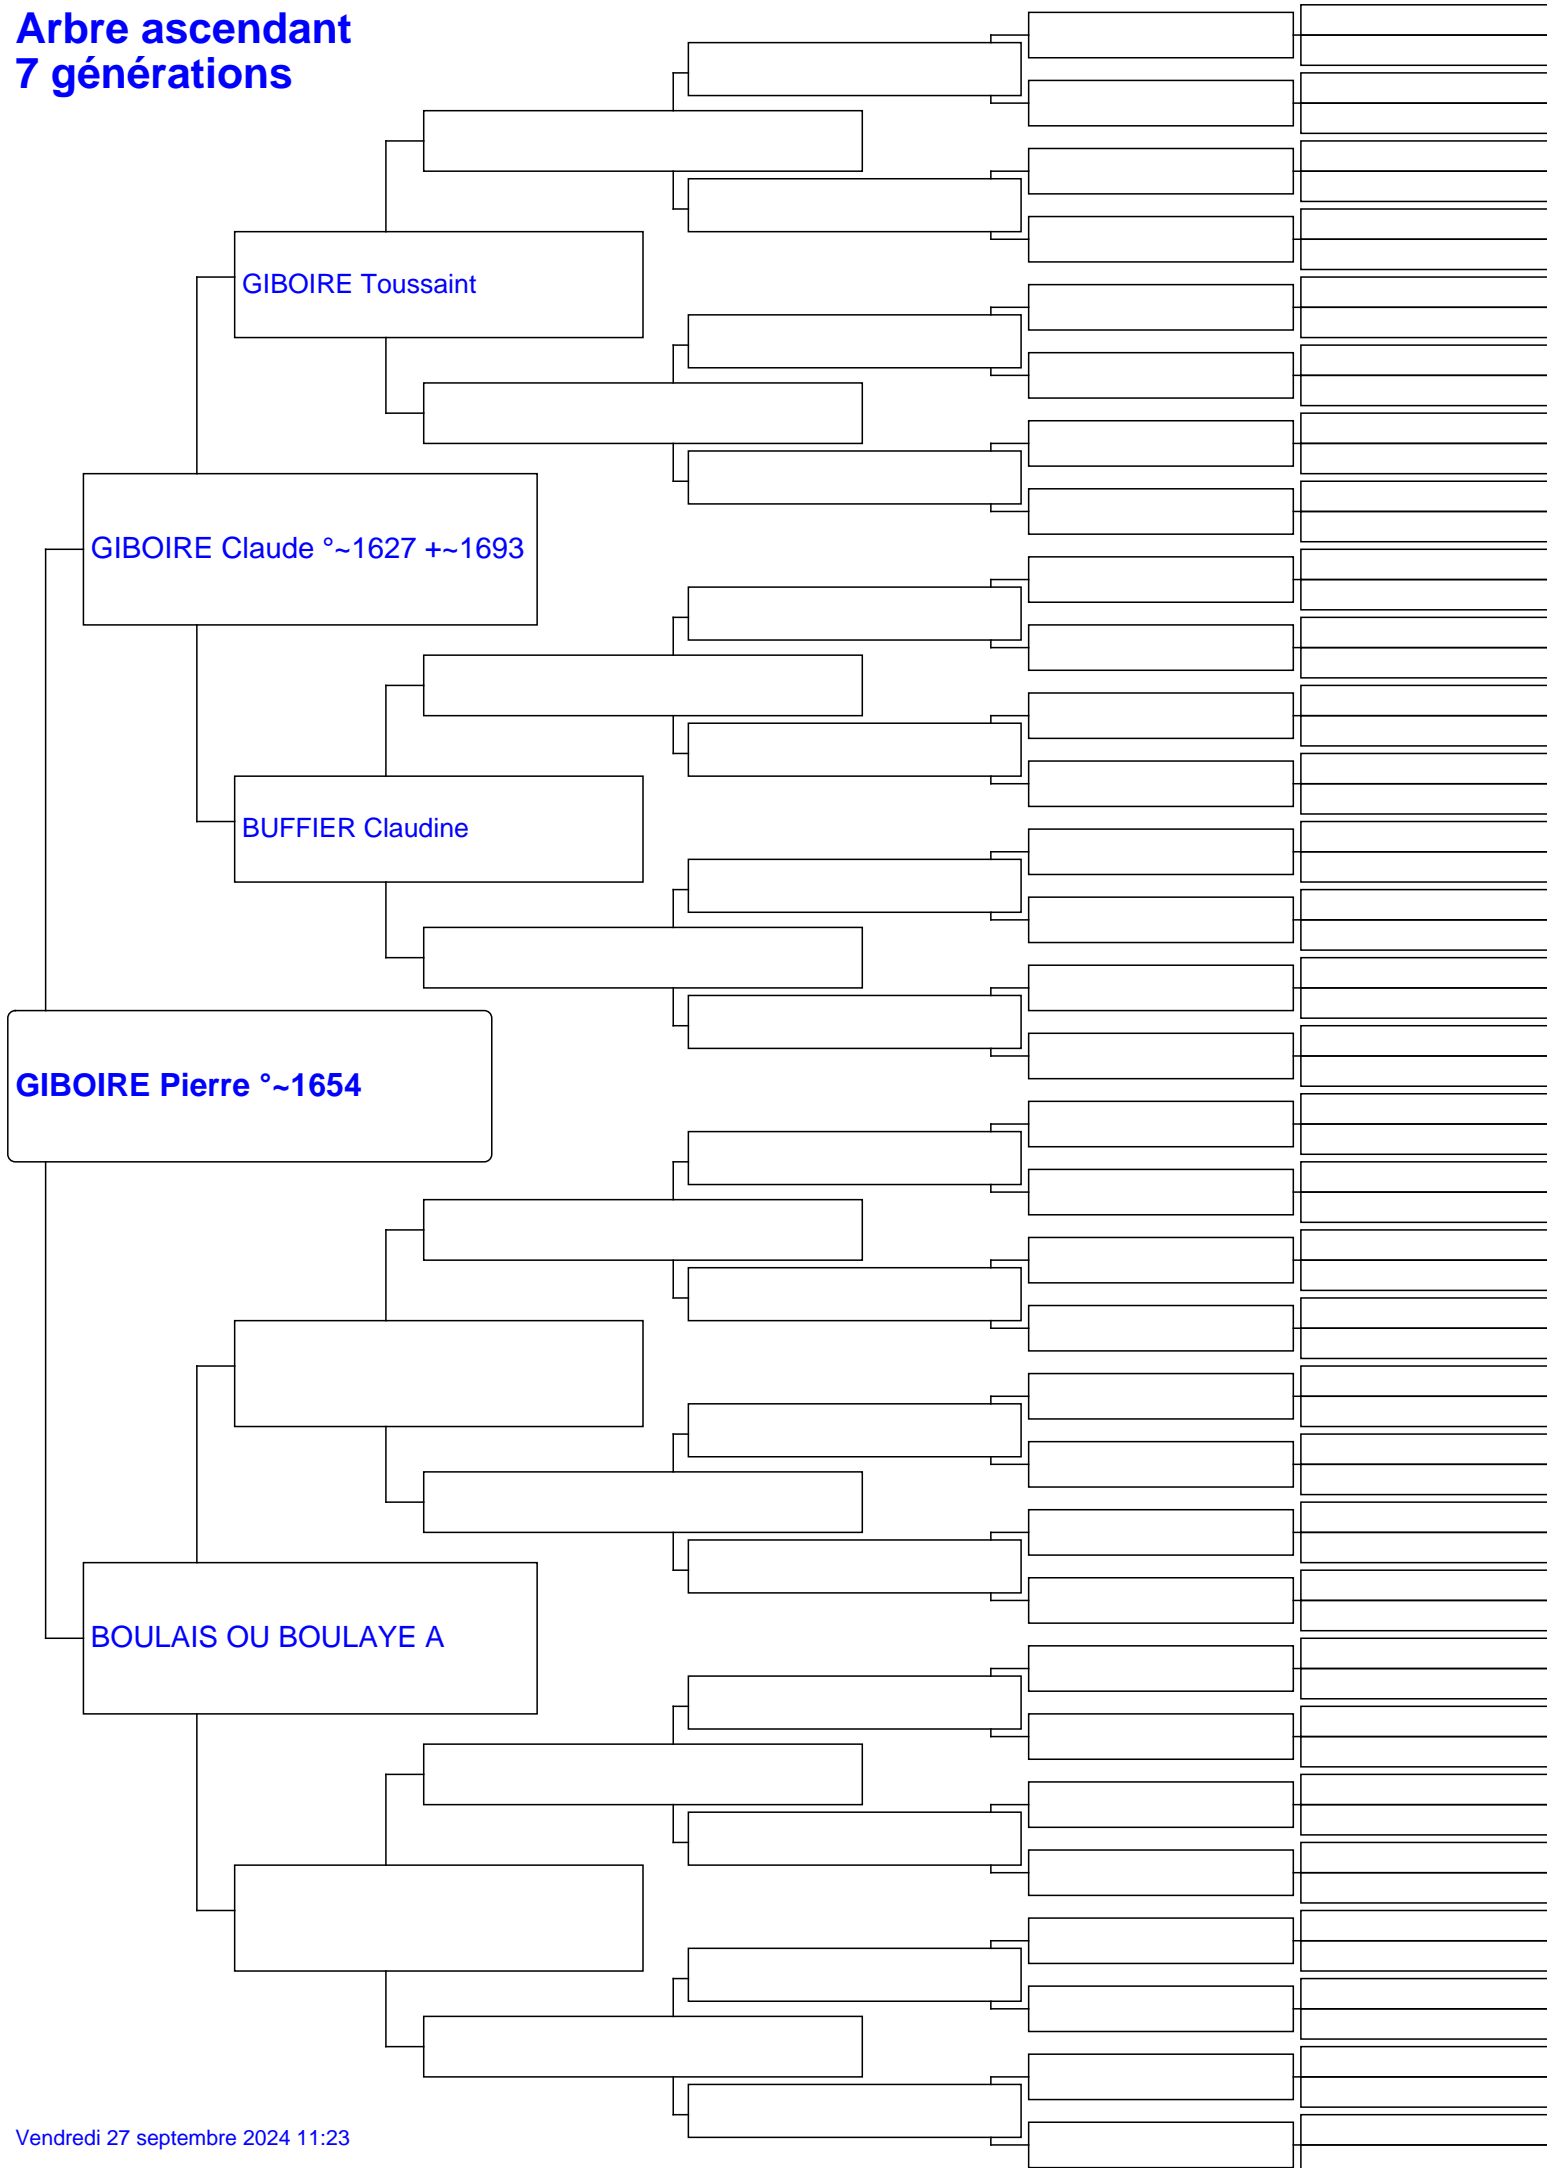 Arbre ascendant
7 générations
GIBOIRE Toussaint
GIBOIRE Claude °~1627 +~1693
BUFFIER Claudine
GIBOIRE Pierre °~1654
BOULAIS OU BOULAYE A
Vendredi 27 septembre 2024 11:23